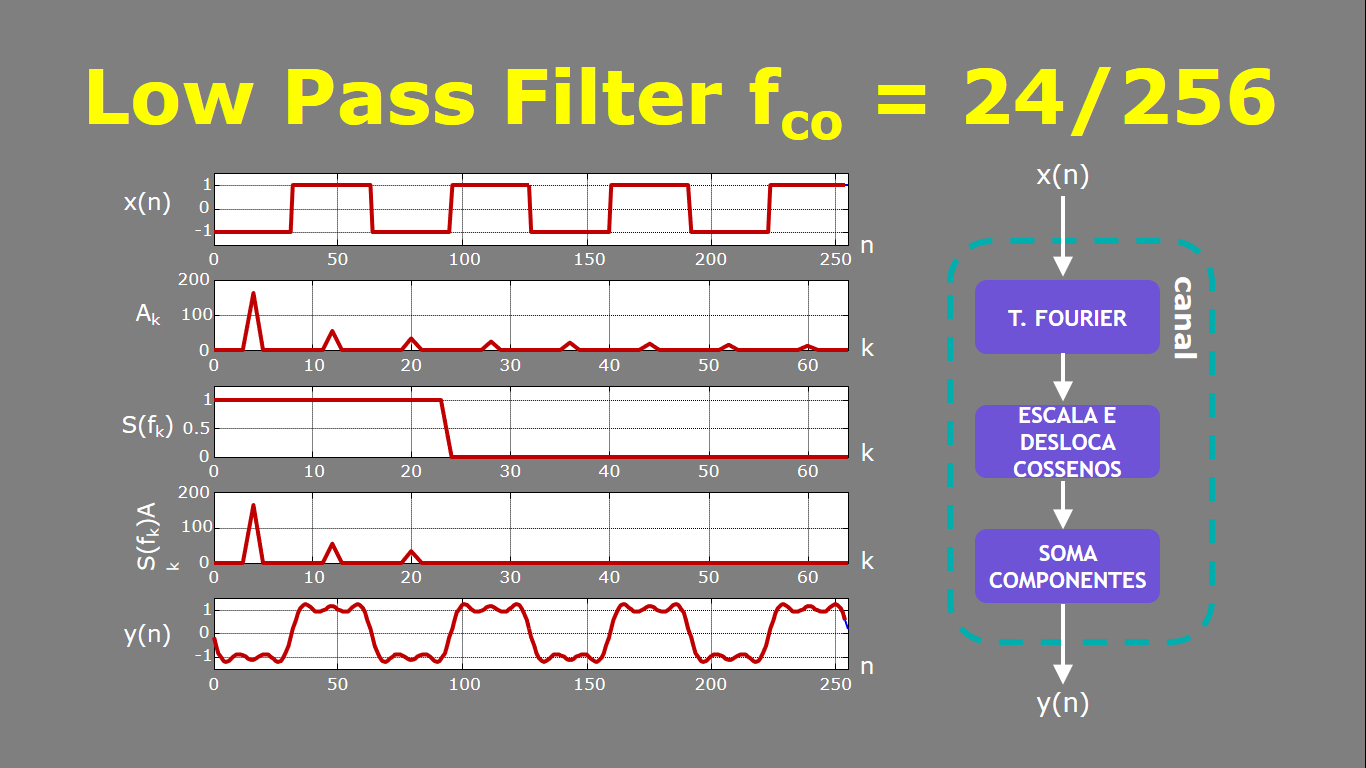 Low Pass Filter fco = 24/256
x(n)
1
0
-1
0 50 100 150 200 250
n
Ak
200
100
0
0 10 20 30 40 50 60
k
S(fk)
1
0.5
0
0 10 20 30 40 50 60
k
S(fk)A
k
200
100
0
0 10 20 30 40 50 60
k
y(n)
1
0
-1
0 50 100 150 200 250
n
x(n)
canal
T. FOURIER
ESCALA E
DESLOCA
COSSENOS
SOMA
COMPONENTES
y(n)